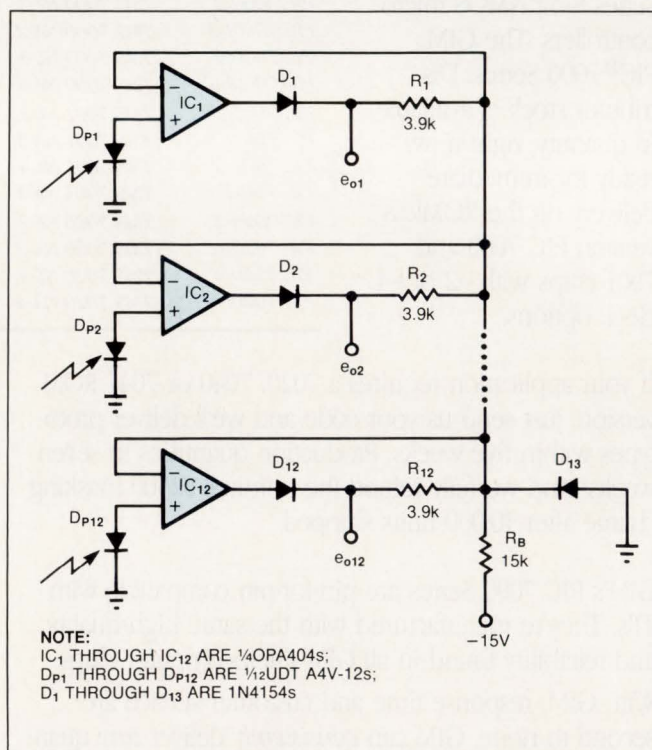 D1
R1
IC1
−
+
3.9k
DP1
eo1
D2
R2
IC2
−
+
3.9k
DP2
eo2
D12
R12
D13
IC12
−
+
3.9k
DP12
eo12
RB
15k
−15V
NOTE:
IC1 THROUGH IC12 ARE ¼OPA404s;
DP1 THROUGH DP12 ARE 1⁄12UDT A4V-12s;
D1 THROUGH D13 ARE 1N4154s